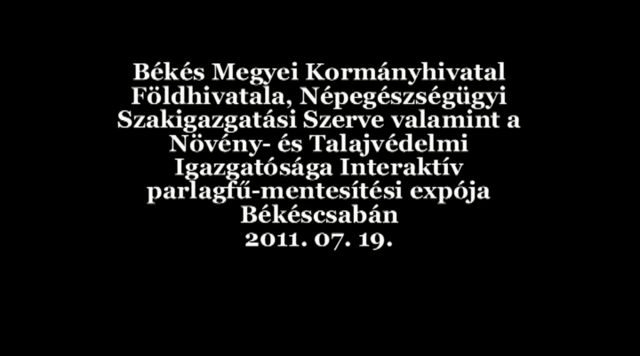 Békés Megyei Kormányhivatal
Földhivatala, Népegészségügyi
Szakigazgatási Szerve valamint a
Növény- és Talajvédelmi
Igazgatósága Interaktív
parlagfű-mentesítési expója
Békéscsabán
2011. 07. 19.